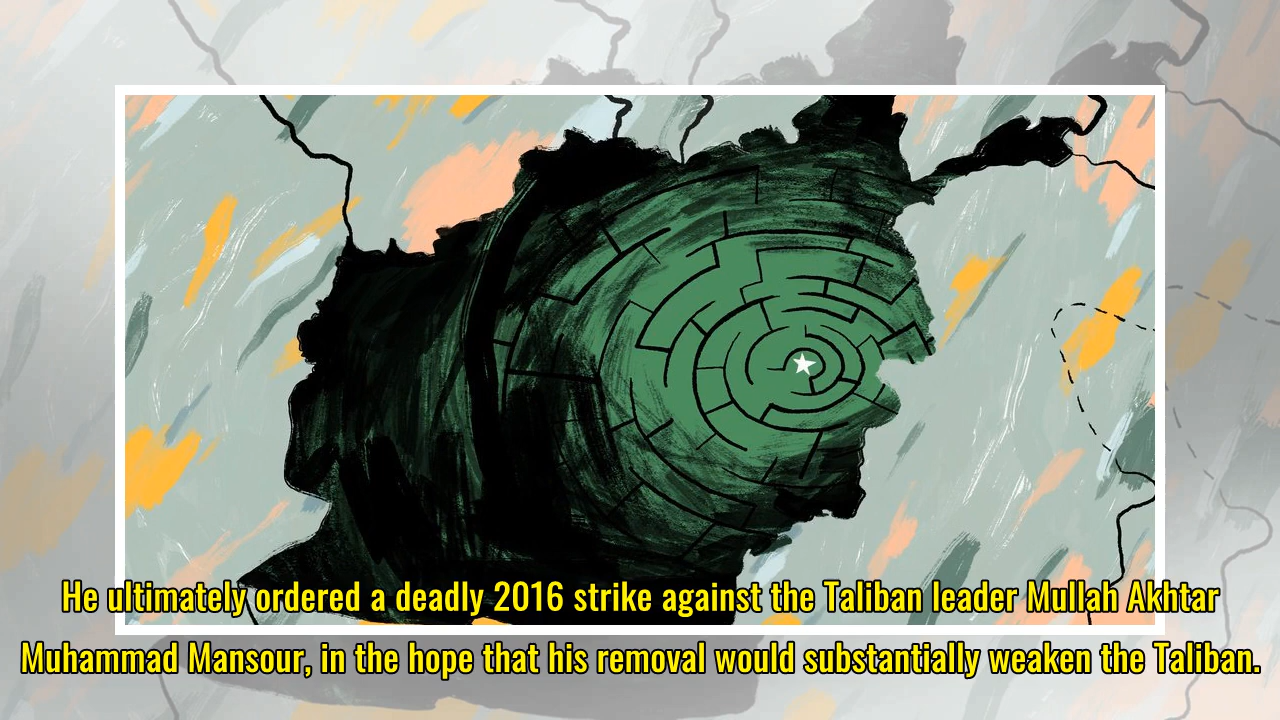 He ultimately ordered a deadly 2016 strike against the Taliban leader Mullah Akhtar
Muhammad Mansour, in the hope that his removal would substantially weaken the Taliban.